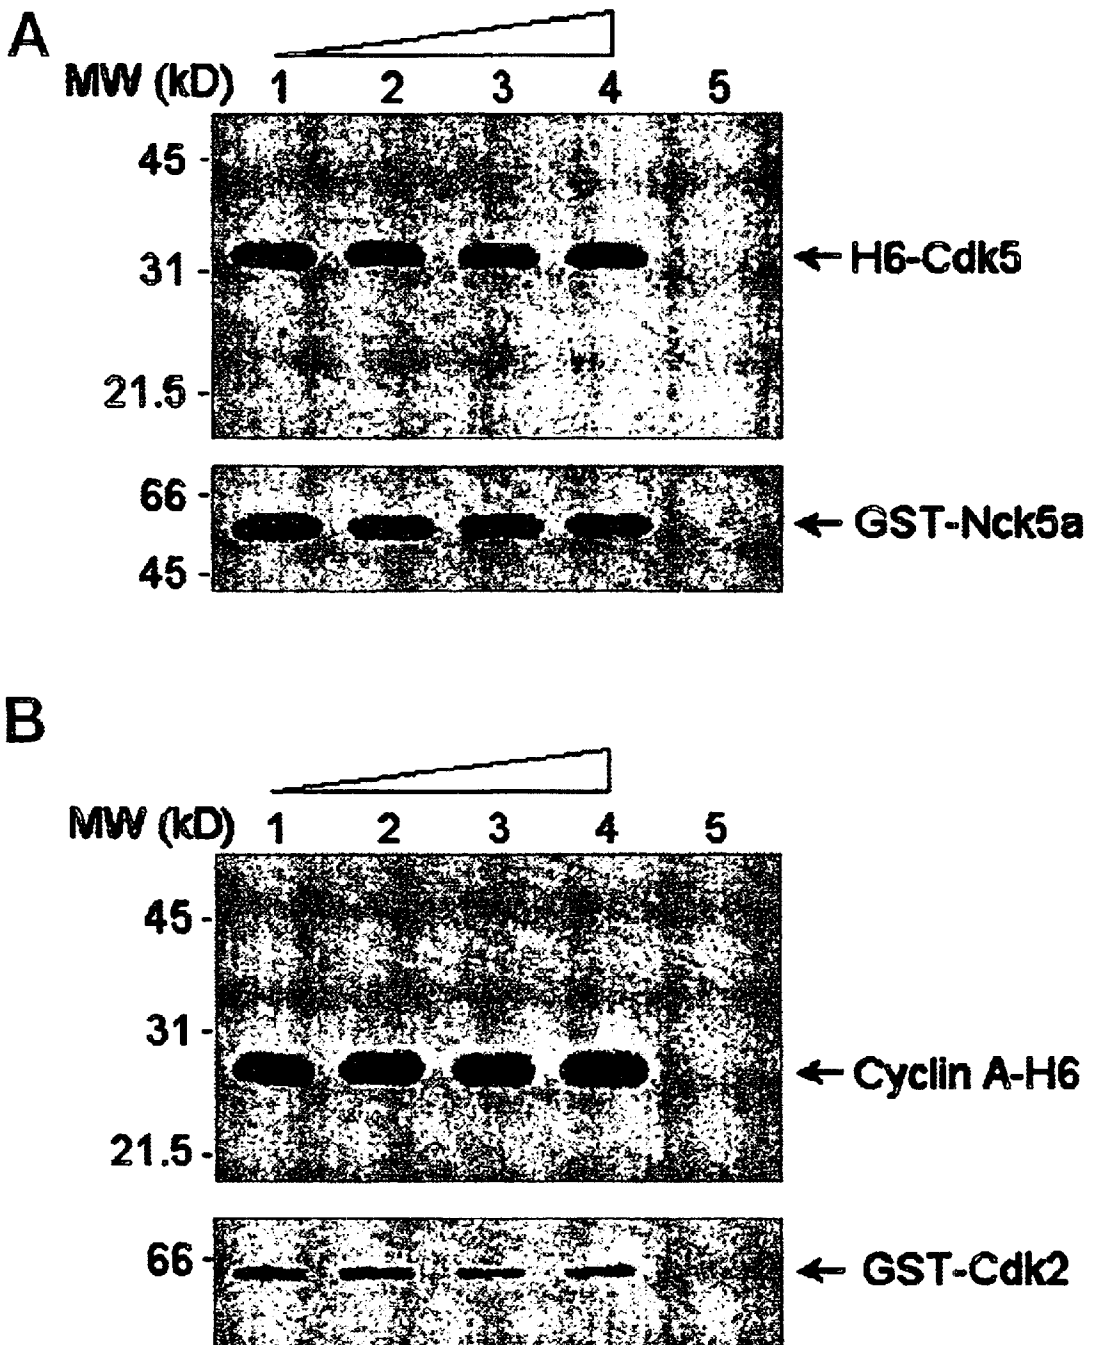 A
MW (kD) 1 2 3 4 5
45 -
31 - ← H6-Cdk5
21.5 -
66 -
← GST-Nck5a
45 -
B
MW (kD) 1 2 3 4 5
45 -
31 -
← Cyclin A-H6
21.5 -
66 - ← GST-Cdk2